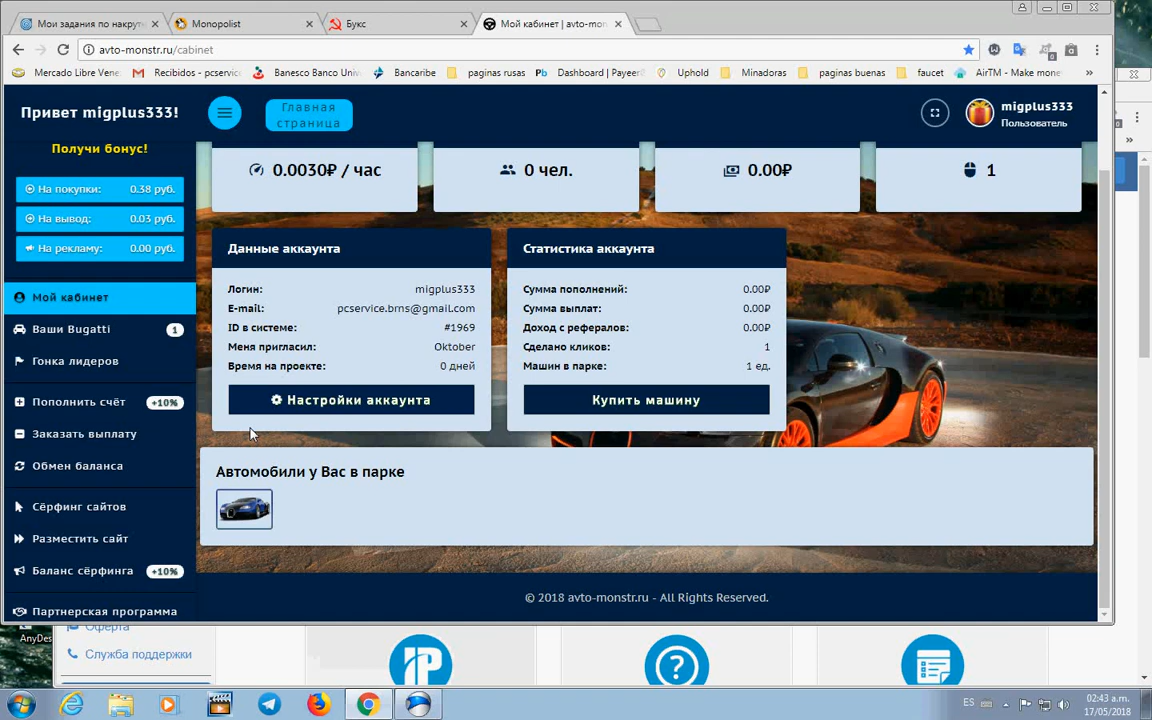 Мои задания по накрут
Monopolist
Букс
Мой кабинет | avto-mon
avto-monstr.ru/cabinet
Mercado Libre Vene
Recibidos - pcservic
Banesco Banco Univ
Bancaribe
paginas rusas
Dashboard | Payeer
Uphold
Minadoras
paginas buenas
faucet
AirTM - Make mone
»
Привет migplus333!
Главная
страница
migplus333
Пользователь
Получи бонус!
На покупки: 0.38 руб.
На вывод: 0.03 руб.
На рекламу: 0.00 руб.
0.0030₽ / час
0 чел.
0.00₽
1
Мой кабинет
Ваши Bugatti 1
Гонка лидеров
Пополнить счёт +10%
Заказать выплату
Обмен баланса
Сёрфинг сайтов
Разместить сайт
Баланс сёрфинга +10%
Партнерская программа
Данные аккаунта
Логин: migplus333
E-mail: pcservice.brns@gmail.com
ID в системе: #1969
Меня пригласил: Oktober
Время на проекте: 0 дней
Настройки аккаунта
Статистика аккаунта
Сумма пополнений: 0.00₽
Сумма выплат: 0.00₽
Доход с рефералов: 0.00₽
Сделано кликов: 1
Машин в парке: 1 ед.
Купить машину
Автомобили у Вас в парке
© 2018 avto-monstr.ru - All Rights Reserved.
AnyDes
Оферта
Служба поддержки
IP
?
ES
02:43 a.m.
17/05/2018